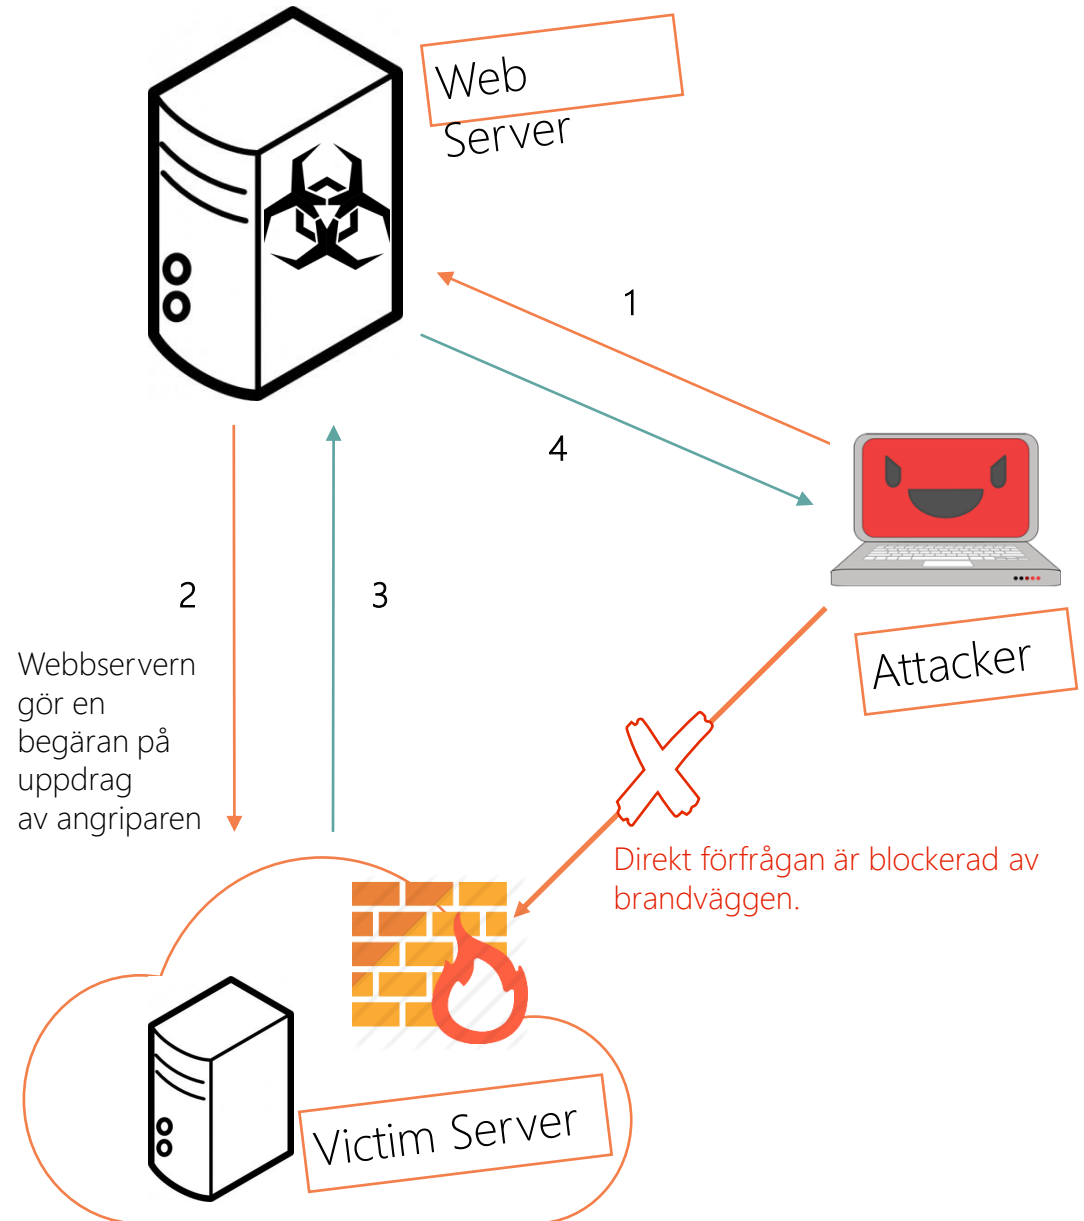 Web
Server
1
4
2
3
Webbservern
gör en
begäran på
uppdrag
av angriparen
Attacker
Direkt förfrågan är blockerad av
brandväggen.
Victim Server